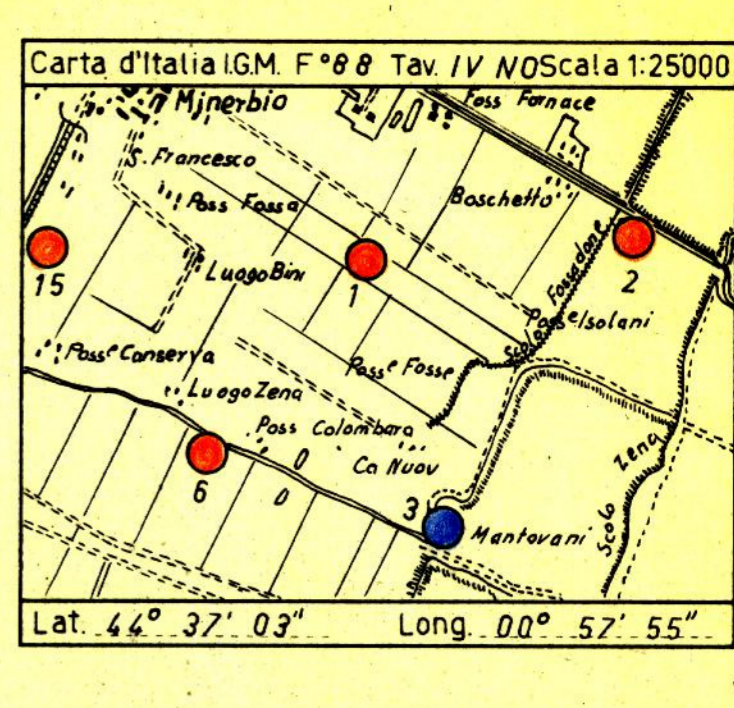 Carta d'Italia I.G.M. F°88 Tav. IV NO Scala 1:25000
Minerbio
Foss Fornace
S. Francesco
Poss Fossa
Boschetto
Scolo Fossadone
15
Luogo Bini
1
2
Posse Isolani
Posse Conserva
Posse Fosse
Luogo Zena
Poss Colombara
Ca Nuov
6
3
Mantovani
Scolo Zena
Lat. 44° 37' 03" Long. 00° 57' 55"